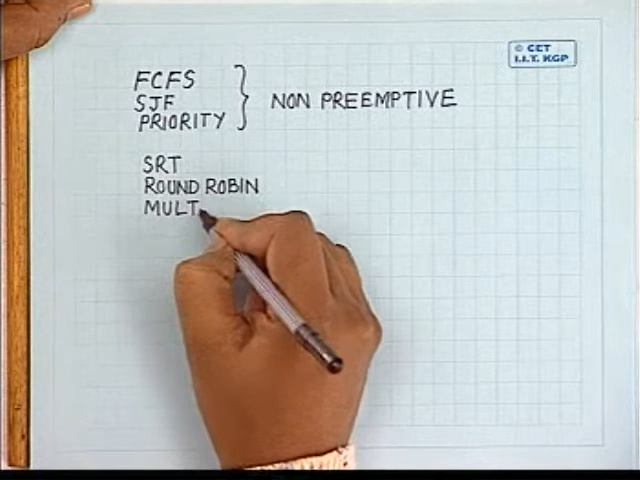 © CET
I.I.T. KGP
FCFS
SJF
PRIORITY
NON PREEMPTIVE
SRT
ROUND ROBIN
MULT